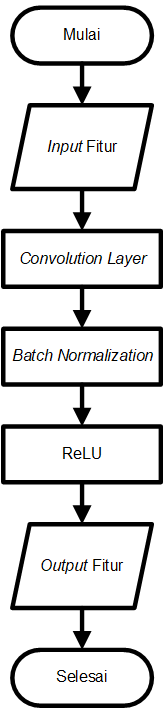 Mulai
Input Fitur
Convolution Layer
Batch Normalization
ReLU
Output Fitur
Selesai